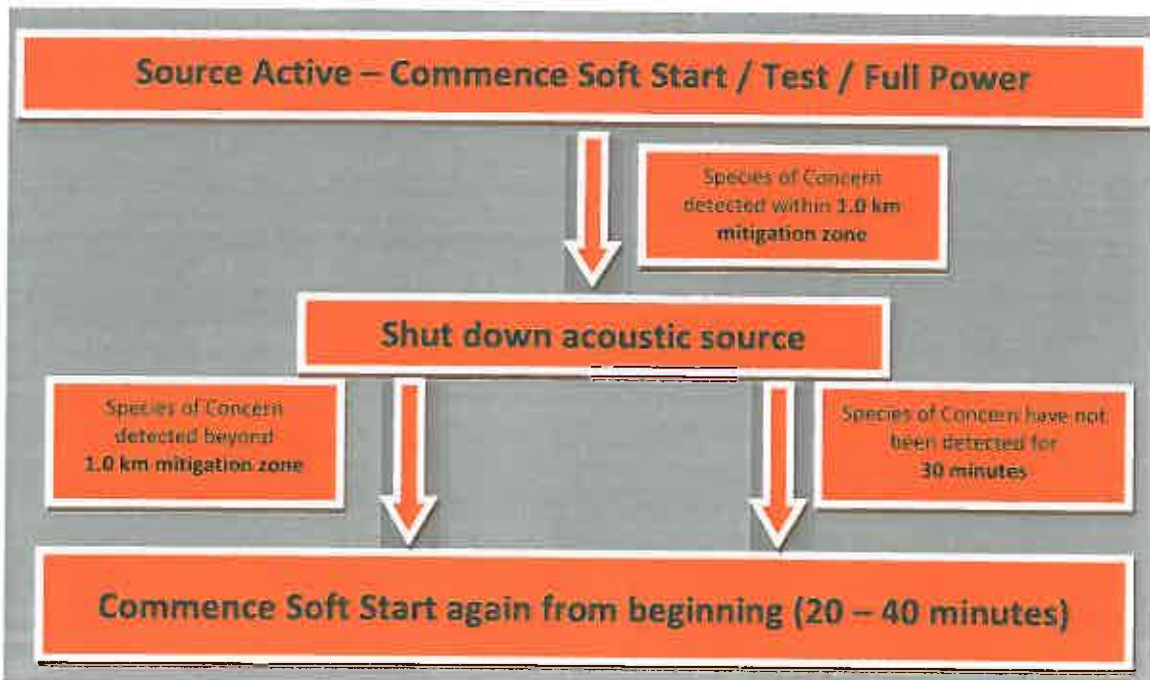 Source Active – Commence Soft Start / Test / Full Power
Species of Concern
detected within 1.0 km
mitigation zone
Shut down acoustic source
Species of Concern
detected beyond
1.0 km mitigation zone
Species of Concern have not
been detected for
30 minutes
Commence Soft Start again from beginning (20 – 40 minutes)